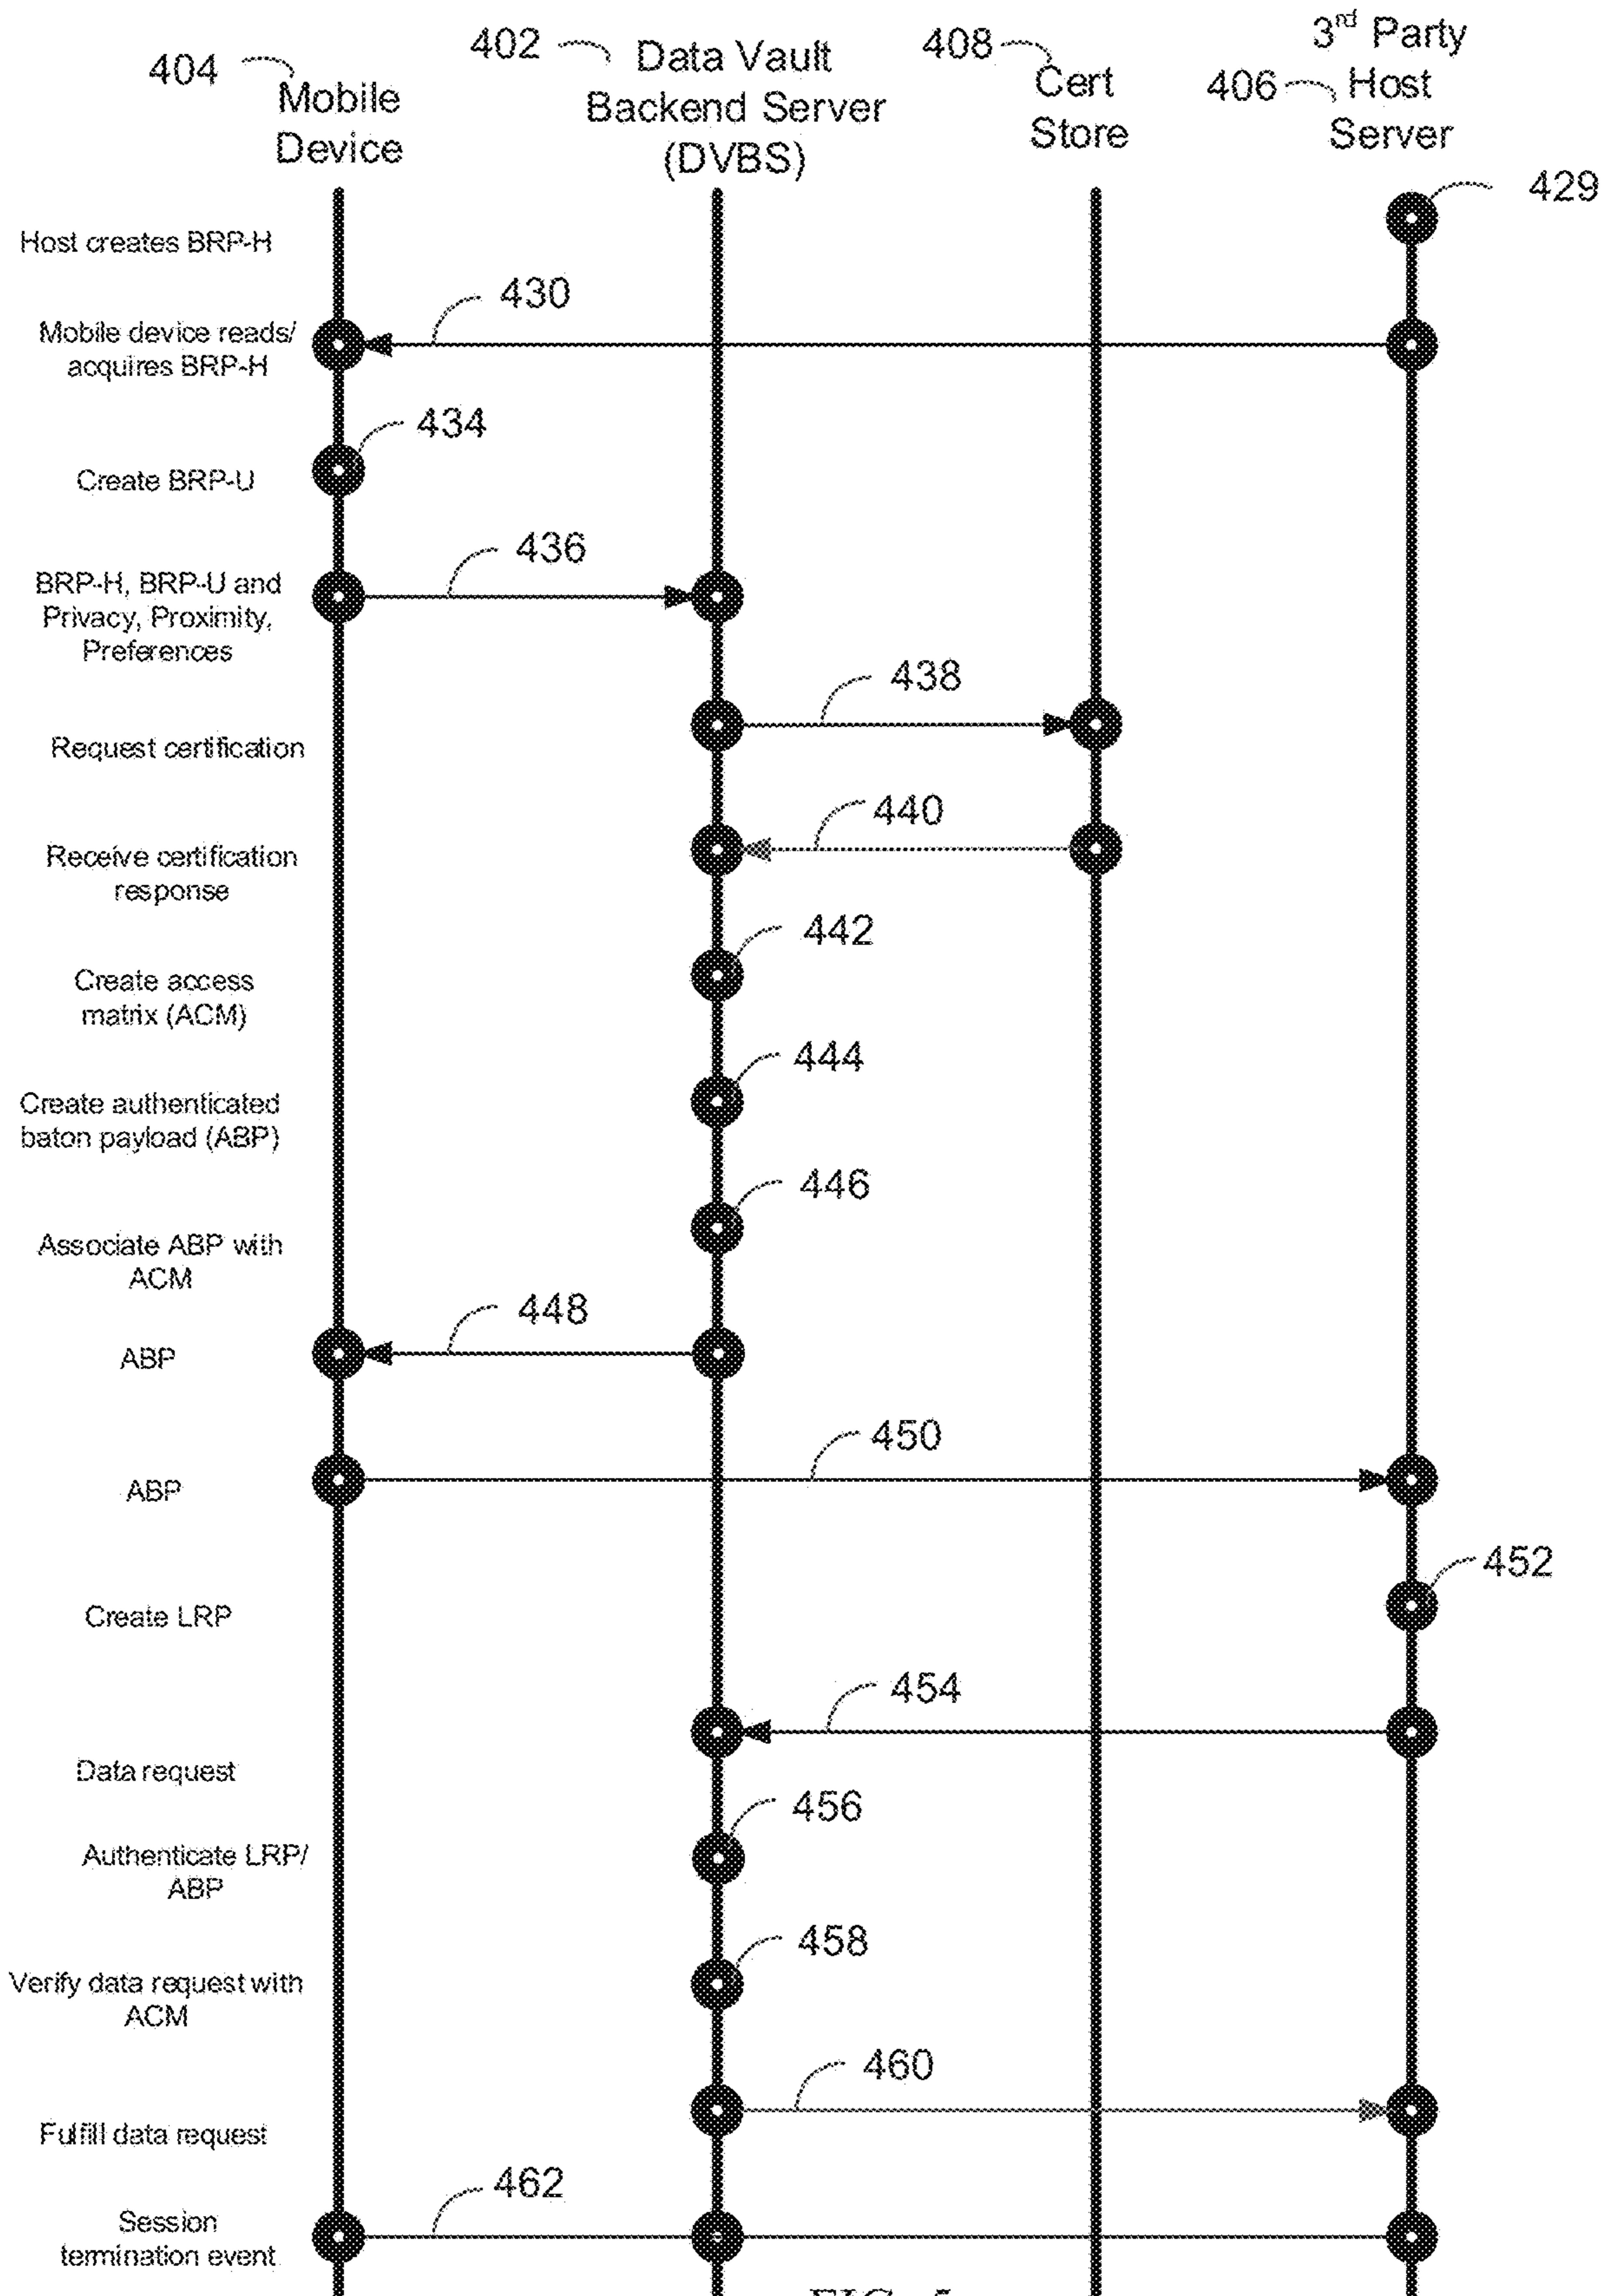 404
Mobile
Device
402
Data Vault
Backend Server
(DVBS)
408
Cert
Store
3rd Party
406
Host
Server
429
Host creates BRP-H
430
Mobile device reads/
acquires BRP-H
434
Create BRP-U
436
BRP-H, BRP-U and
Privacy, Proximity,
Preferences
438
Request certification
440
Receive certification
response
442
Create access
matrix (ACM)
444
Create authenticated
baton payload (ABP)
446
Associate ABP with
ACM
448
ABP
450
ABP
452
Create LRP
454
Data request
456
Authenticate LRP/
ABP
458
Verify data request with
ACM
460
Fulfill data request
462
Session
termination event